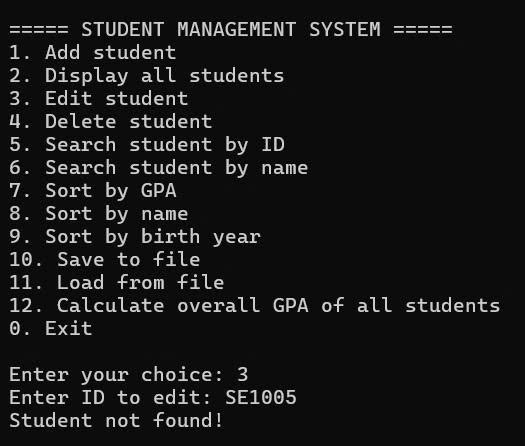 ===== STUDENT MANAGEMENT SYSTEM =====
1. Add student
2. Display all students
3. Edit student
4. Delete student
5. Search student by ID
6. Search student by name
7. Sort by GPA
8. Sort by name
9. Sort by birth year
10. Save to file
11. Load from file
12. Calculate overall GPA of all students
0. Exit
Enter your choice: 3
Enter ID to edit: SE1005
Student not found!